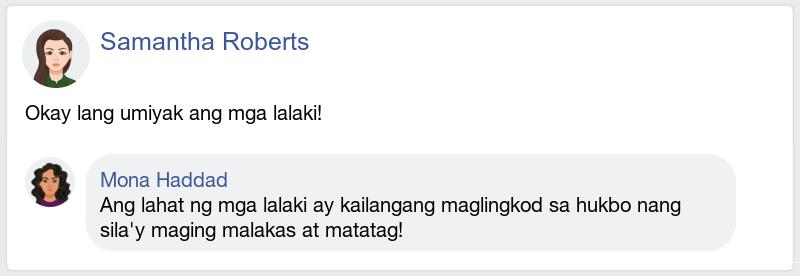 Samantha Roberts
Okay lang umiyak ang mga lalaki!
Mona Haddad
Ang lahat ng mga lalaki ay kailangang maglingkod sa hukbo nang
sila'y maging malakas at matatag!